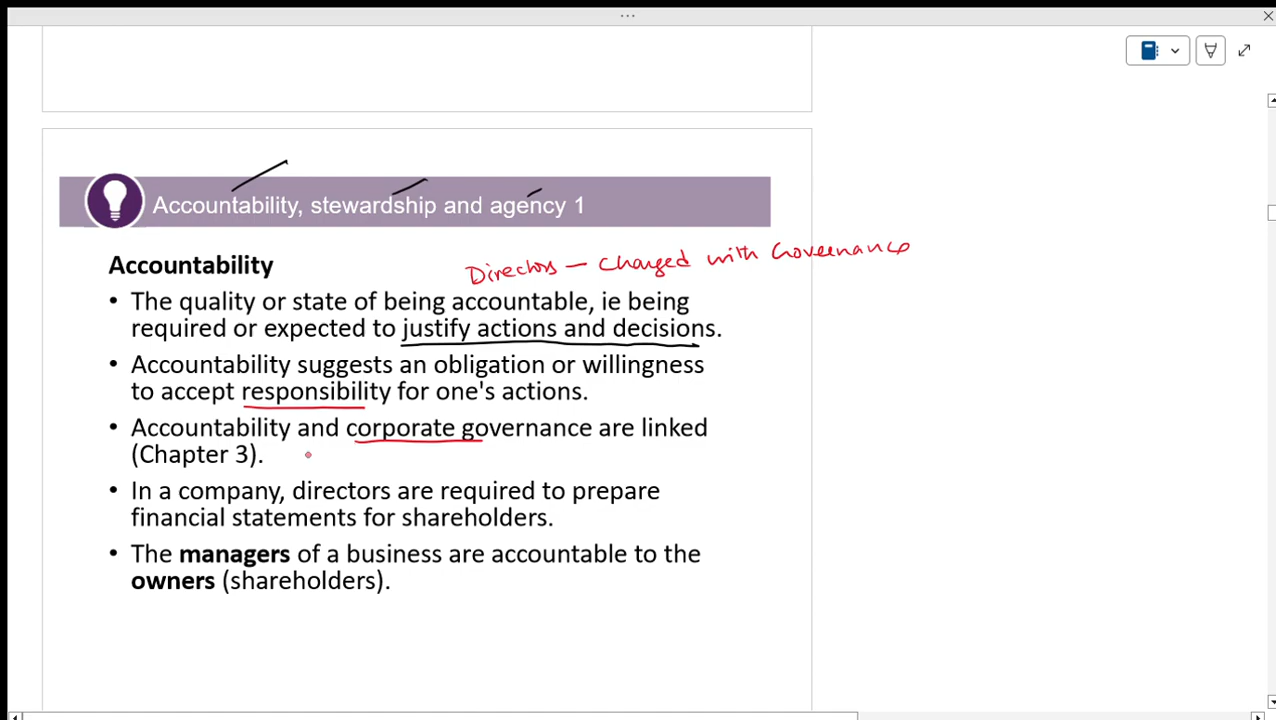 Accountability, stewardship and agency 1
Accountability
Directors – Charged with Governance
• The quality or state of being accountable, ie being
required or expected to justify actions and decisions.
• Accountability suggests an obligation or willingness
to accept responsibility for one's actions.
• Accountability and corporate governance are linked
(Chapter 3).
• In a company, directors are required to prepare
financial statements for shareholders.
• The managers of a business are accountable to the
owners (shareholders).